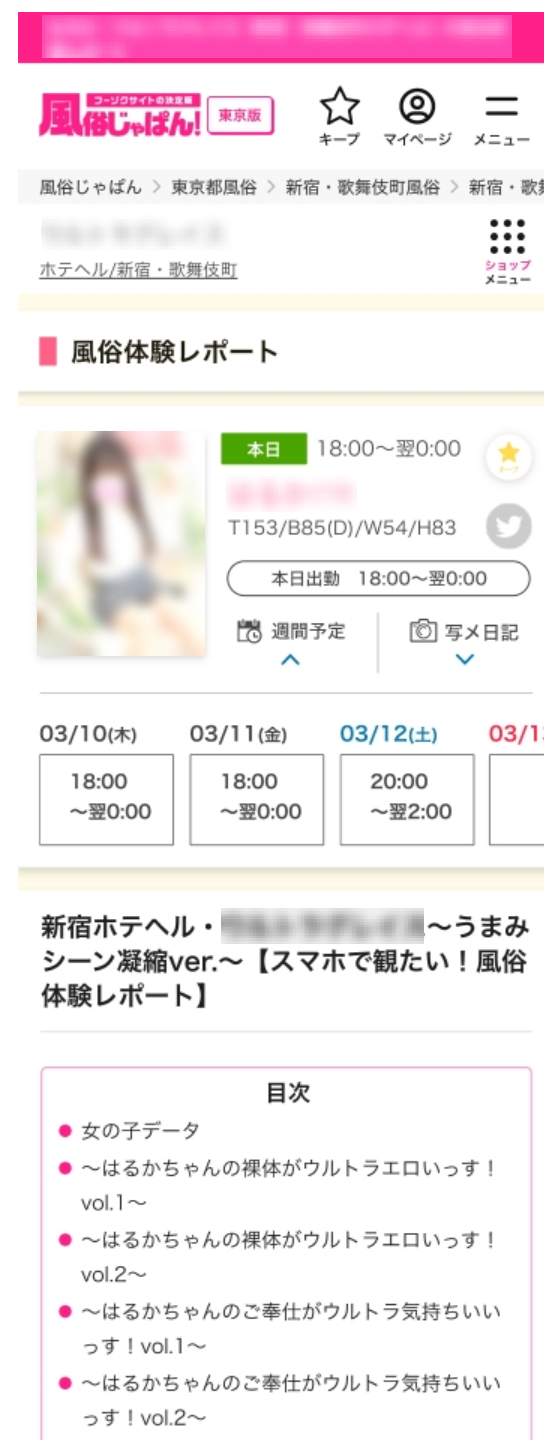 フーゾクサイトの決定版
風俗じゃぱん!
東京版
キープ
マイページ
メニュー
風俗じゃぱん > 東京都風俗 > 新宿・歌舞伎町風俗 > 新宿・歌
ホテヘル/新宿・歌舞伎町
ショップ
メニュー
風俗体験レポート
本日 18:00〜翌0:00
T153/B85(D)/W54/H83
本日出勤 18:00〜翌0:00
週間予定
写メ日記
03/10(木) 03/11(金) 03/12(土) 03/1
18:00 18:00 20:00
〜翌0:00 〜翌0:00 〜翌2:00
新宿ホテヘル・
〜うまみ
シーン凝縮ver.〜【スマホで観たい！風俗
体験レポート】
目次
女の子データ
〜はるかちゃんの裸体がウルトラエロいっす！
vol.1〜
〜はるかちゃんの裸体がウルトラエロいっす！
vol.2〜
〜はるかちゃんのご奉仕がウルトラ気持ちいい
っす！vol.1〜
〜はるかちゃんのご奉仕がウルトラ気持ちいい
っす！vol.2〜